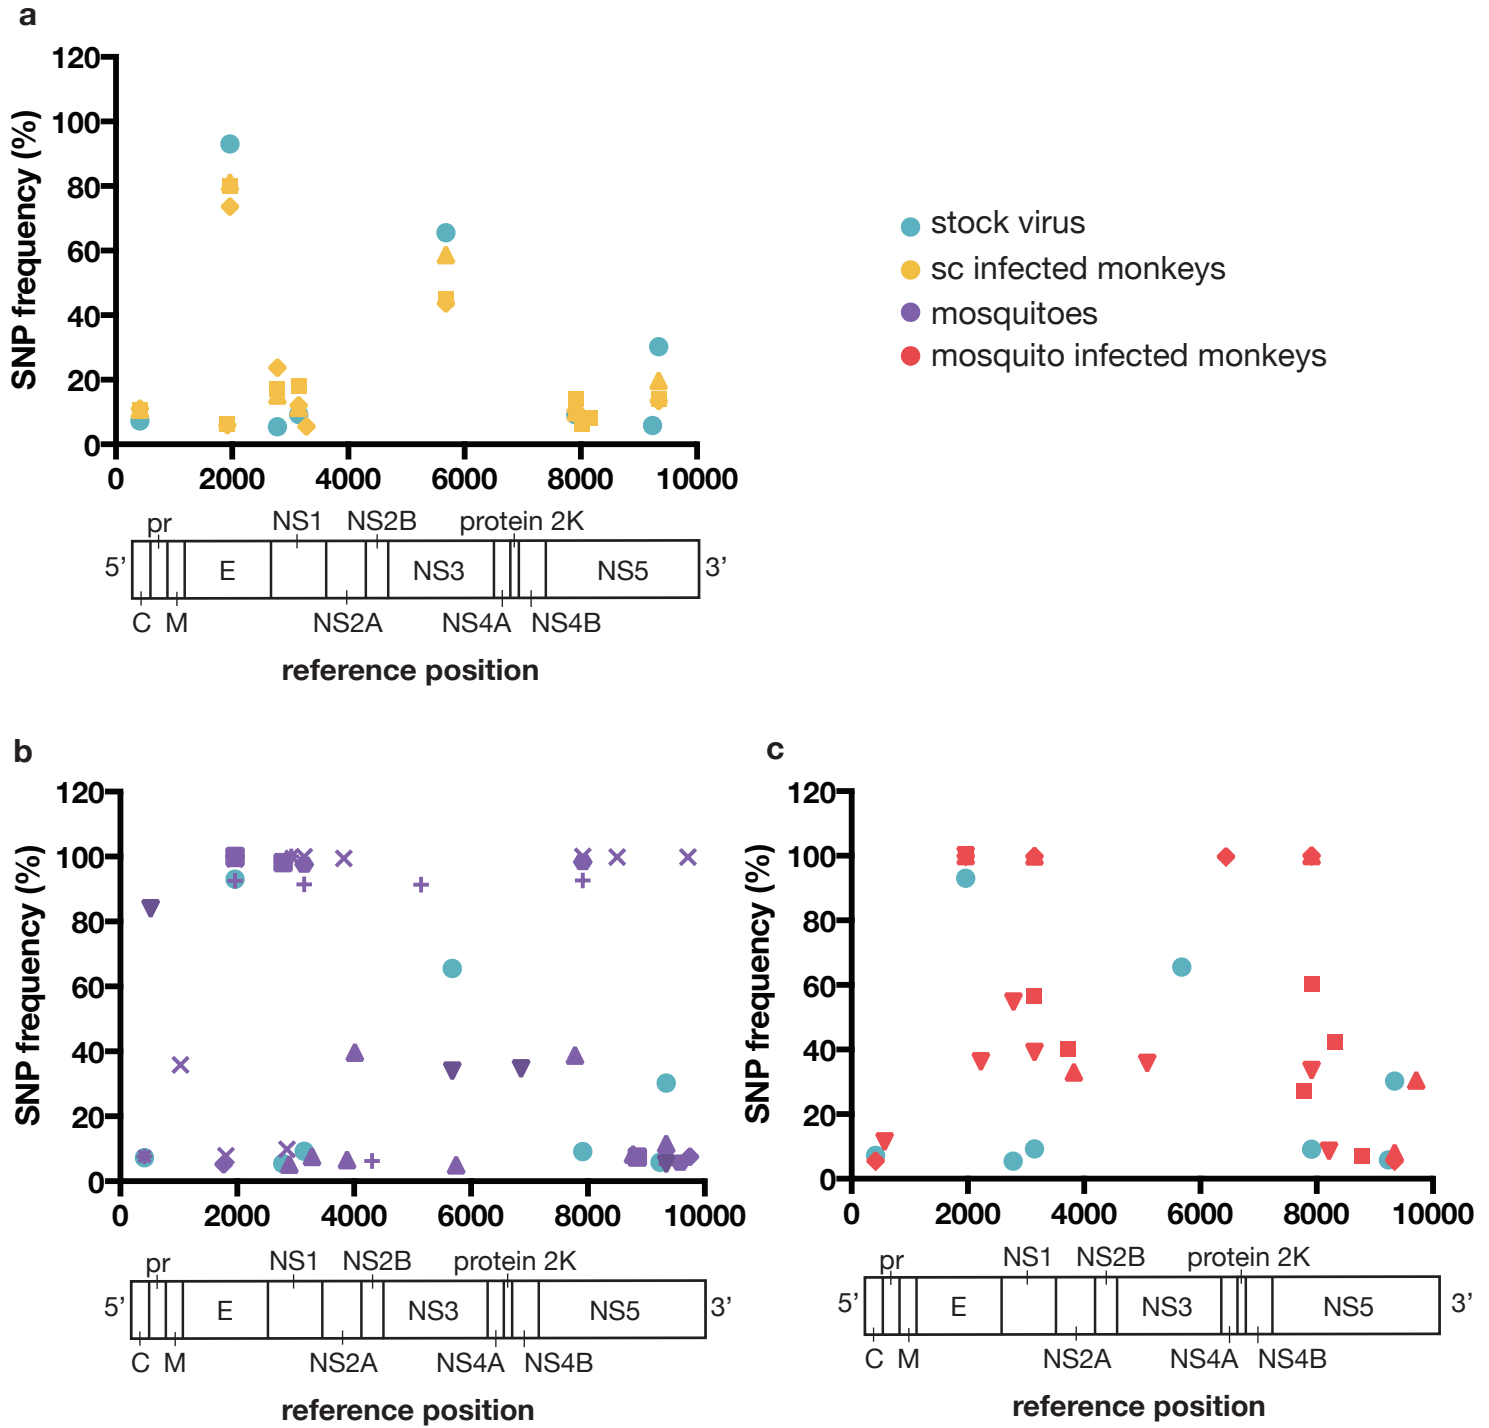 a
SNP frequency (%)
120
100
80
60
40
20
0
0 2000 4000 6000 8000 10000
pr NS1 NS2B protein 2K
5’ E NS3 NS5 3’
C M NS2A NS4A NS4B
reference position
stock virus
sc infected monkeys
mosquitoes
mosquito infected monkeys
b
SNP frequency (%)
120
100
80
60
40
20
0
0 2000 4000 6000 8000 10000
pr NS1 NS2B protein 2K
5’ E NS3 NS5 3’
C M NS2A NS4A NS4B
reference position
c
SNP frequency (%)
120
100
80
60
40
20
0
0 2000 4000 6000 8000 10000
pr NS1 NS2B protein 2K
5’ E NS3 NS5 3’
C M NS2A NS4A NS4B
reference position